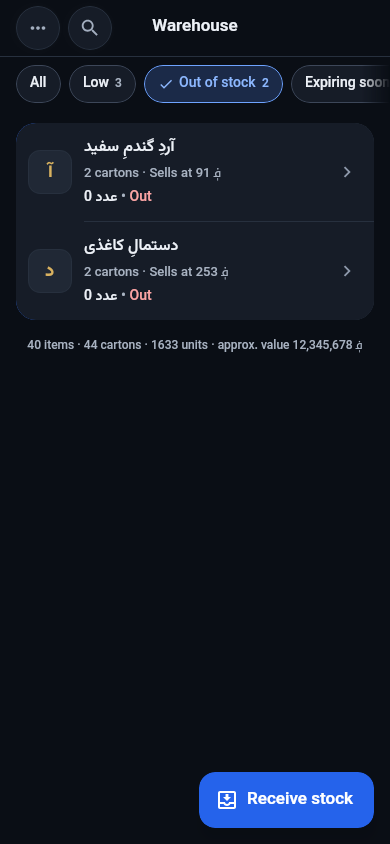 Warehouse
All
Low 3
Out of stock 2
Expiring soon
آ
آردِ گندمِ سفید
2 cartons · Sells at 91 ؋
0 عدد • Out
د
دستمالِ کاغذی
2 cartons · Sells at 253 ؋
0 عدد • Out
40 items · 44 cartons · 1633 units · approx. value 12,345,678 ؋
Receive stock